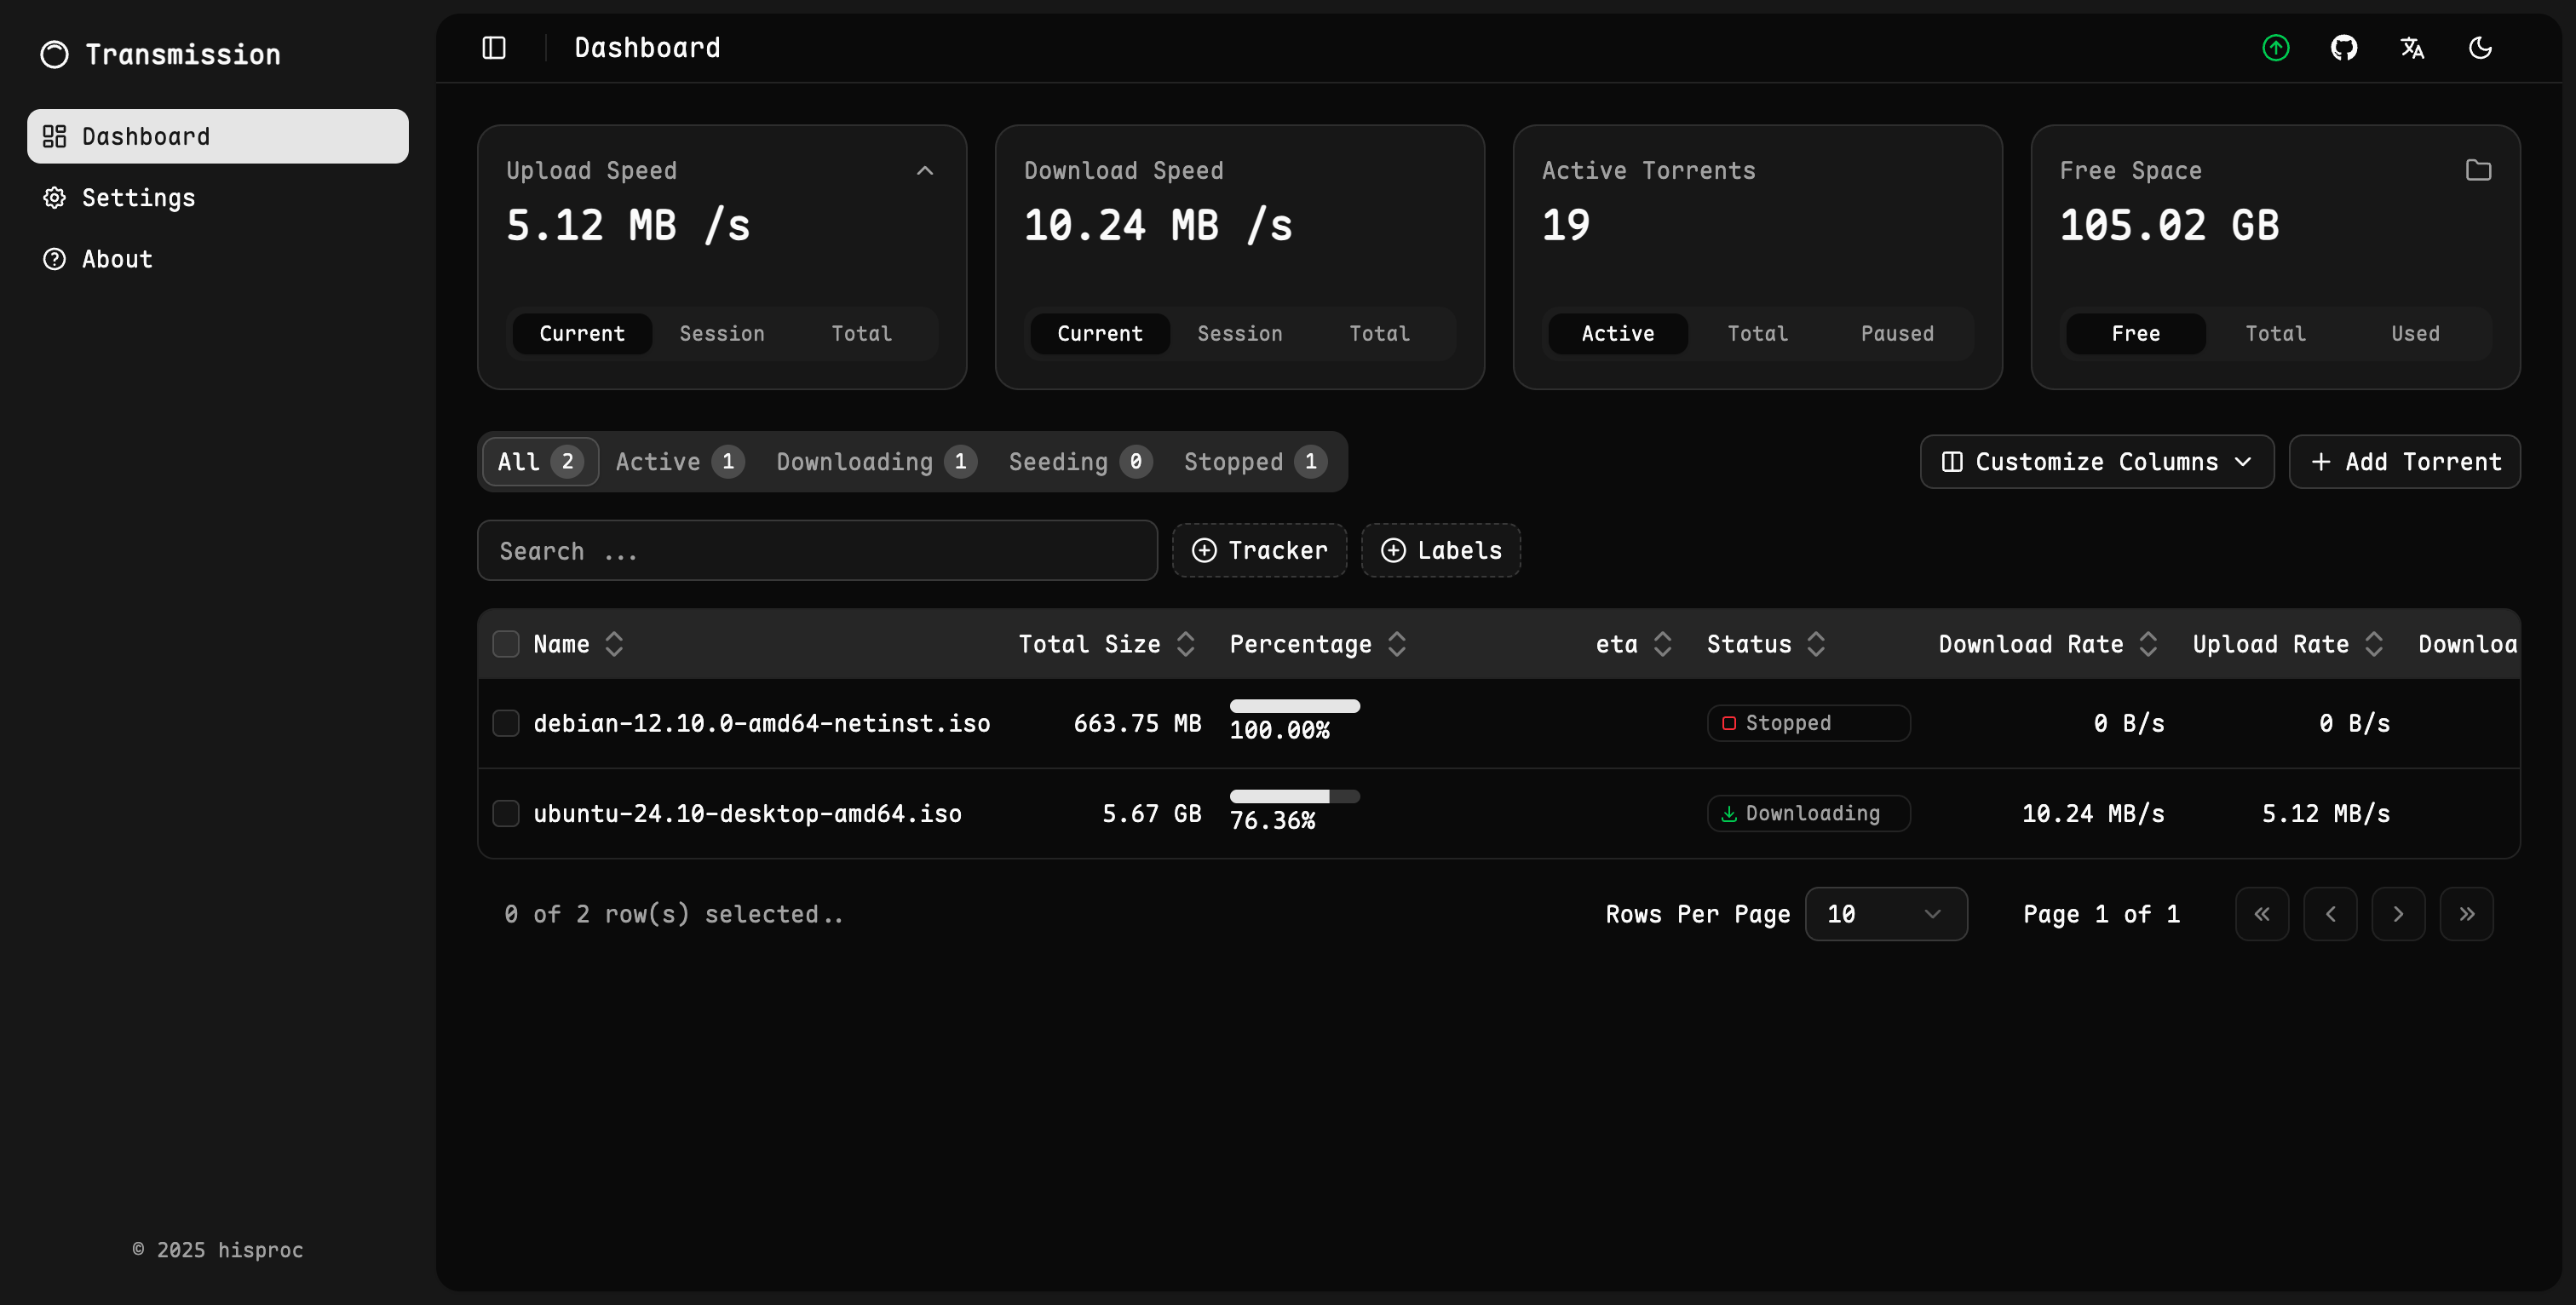 Transmission
Dashboard
Settings
About
© 2025 hisproc
Dashboard
Upload Speed
5.12 MB /s
Current Session Total
Download Speed
10.24 MB /s
Current Session Total
Active Torrents
19
Active Total Paused
Free Space
105.02 GB
Free Total Used
All 2 Active 1 Downloading 1 Seeding 0 Stopped 1
Customize Columns Add Torrent
Search ... Tracker Labels
Name Total Size Percentage eta Status Download Rate Upload Rate Downloa
debian-12.10.0-amd64-netinst.iso 663.75 MB 100.00% Stopped 0 B/s 0 B/s
ubuntu-24.10-desktop-amd64.iso 5.67 GB 76.36% Downloading 10.24 MB/s 5.12 MB/s
0 of 2 row(s) selected.. Rows Per Page 10 Page 1 of 1